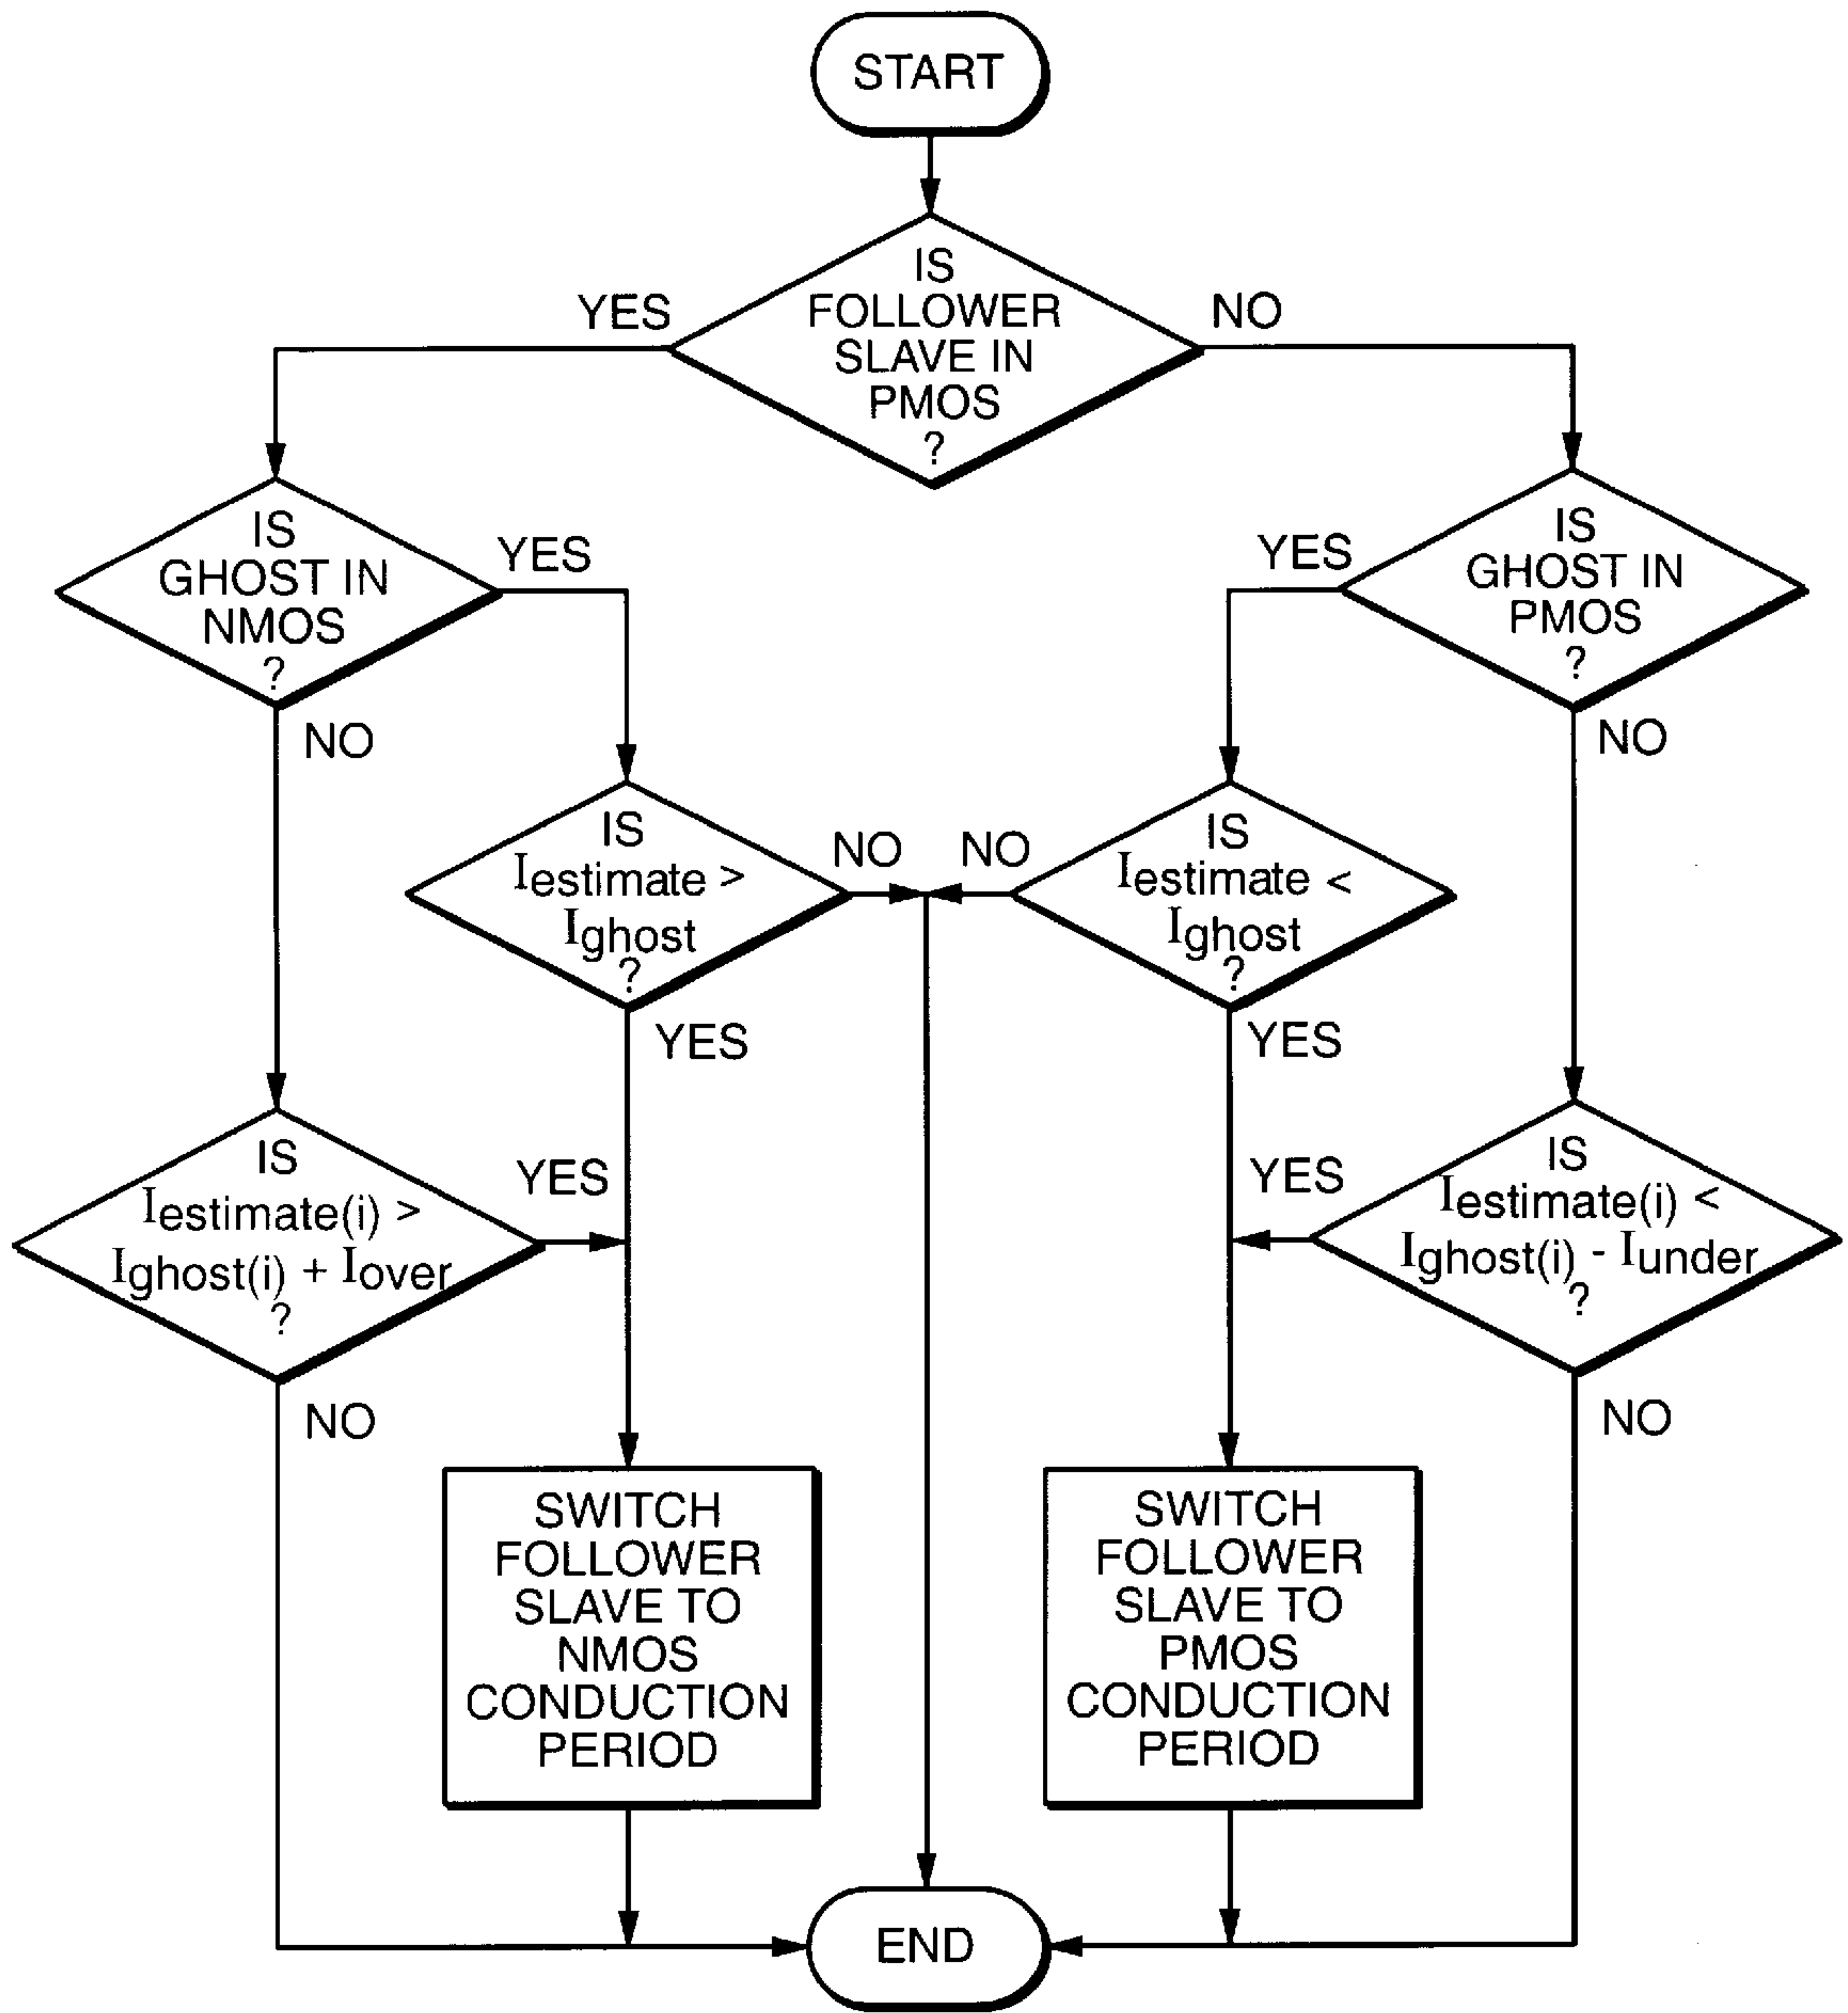 START
IS
FOLLOWER
SLAVE IN
PMOS
?
YES
NO
IS
GHOST IN
NMOS
?
YES
NO
IS
GHOST IN
PMOS
?
YES
NO
IS
Iestimate >
Ighost
?
NO
YES
IS
Iestimate <
Ighost
?
NO
YES
IS
Iestimate(i) >
Ighost(i) + Iover
?
YES
NO
IS
Iestimate(i) <
Ighost(i) - Iunder
?
YES
NO
SWITCH
FOLLOWER
SLAVE TO
NMOS
CONDUCTION
PERIOD
SWITCH
FOLLOWER
SLAVE TO
PMOS
CONDUCTION
PERIOD
END